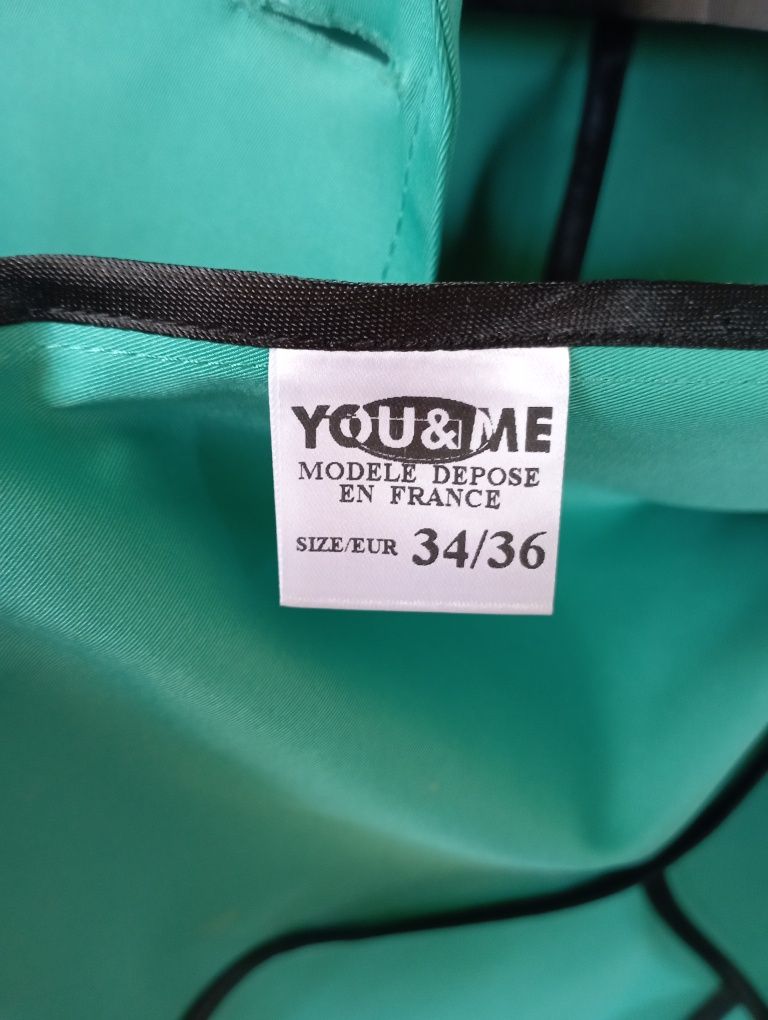 YOU&ME
MODELE DEPOSE
EN FRANCE
SIZE/EUR 34/36